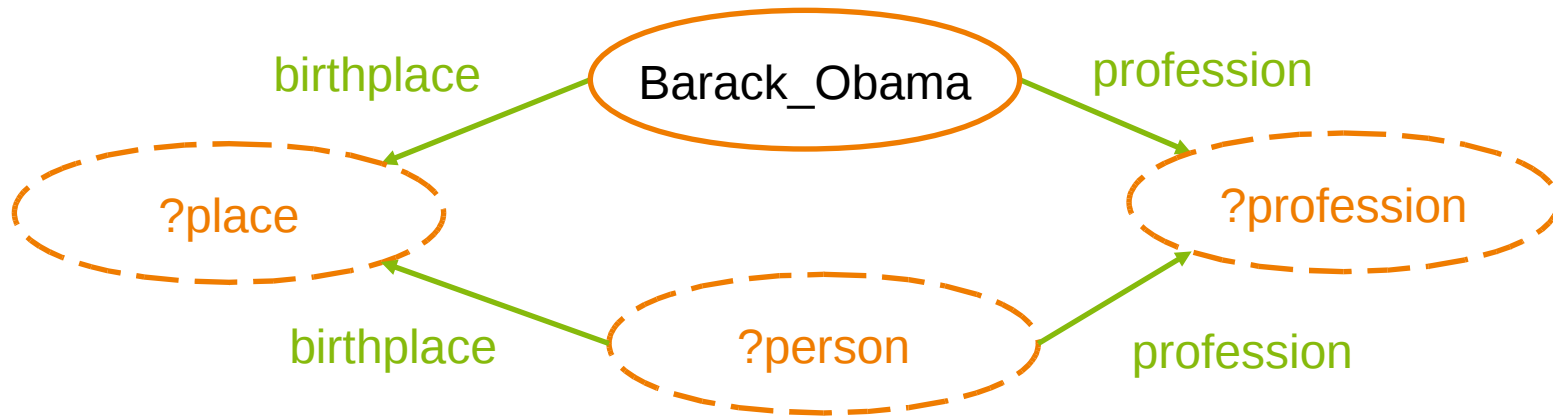 birthplace
Barack_Obama
profession
?place
?profession
birthplace
?person
profession